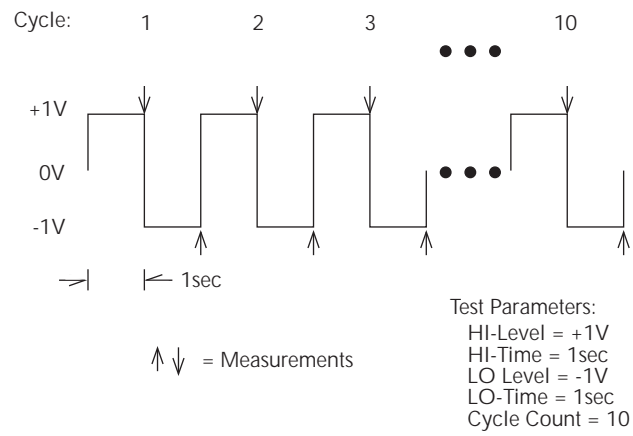 Cycle: 1 2 3 10
+1V
0V
-1V
1sec
= Measurements
Test Parameters:
HI-Level = +1V
HI-Time = 1sec
LO Level = -1V
LO-Time = 1sec
Cycle Count = 10